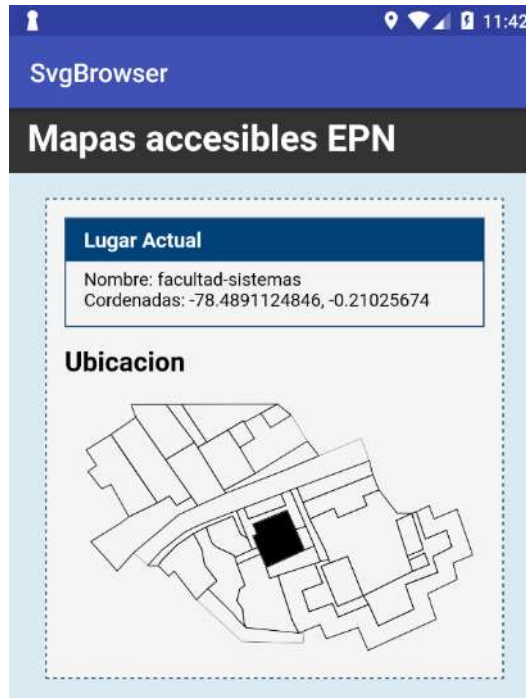 11:42
SvgBrowser
Mapas accesibles EPN
Lugar Actual
Nombre: facultad-sistemas
Cordenadas: -78.4891124846, -0.21025674
Ubicacion